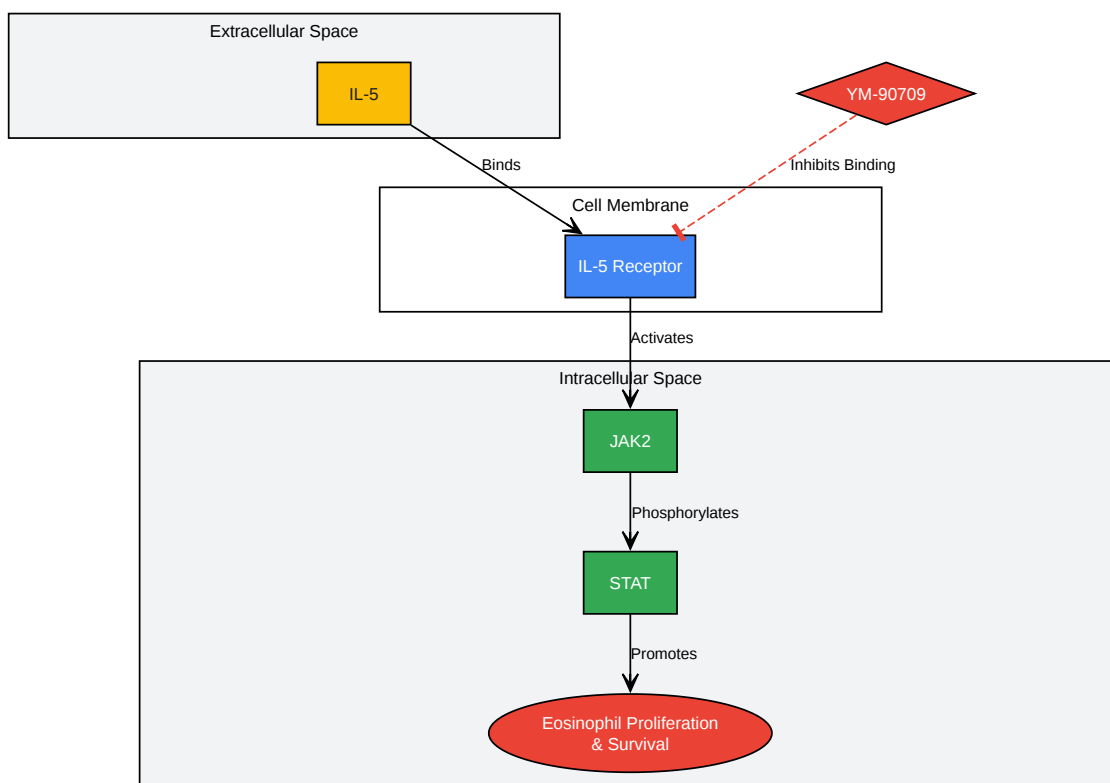 Extracellular Space
IL-5
YM-90709
Binds
Inhibits Binding
Cell Membrane
IL-5 Receptor
Activates
Intracellular Space
JAK2
Phosphorylates
STAT
Promotes
Eosinophil Proliferation
& Survival